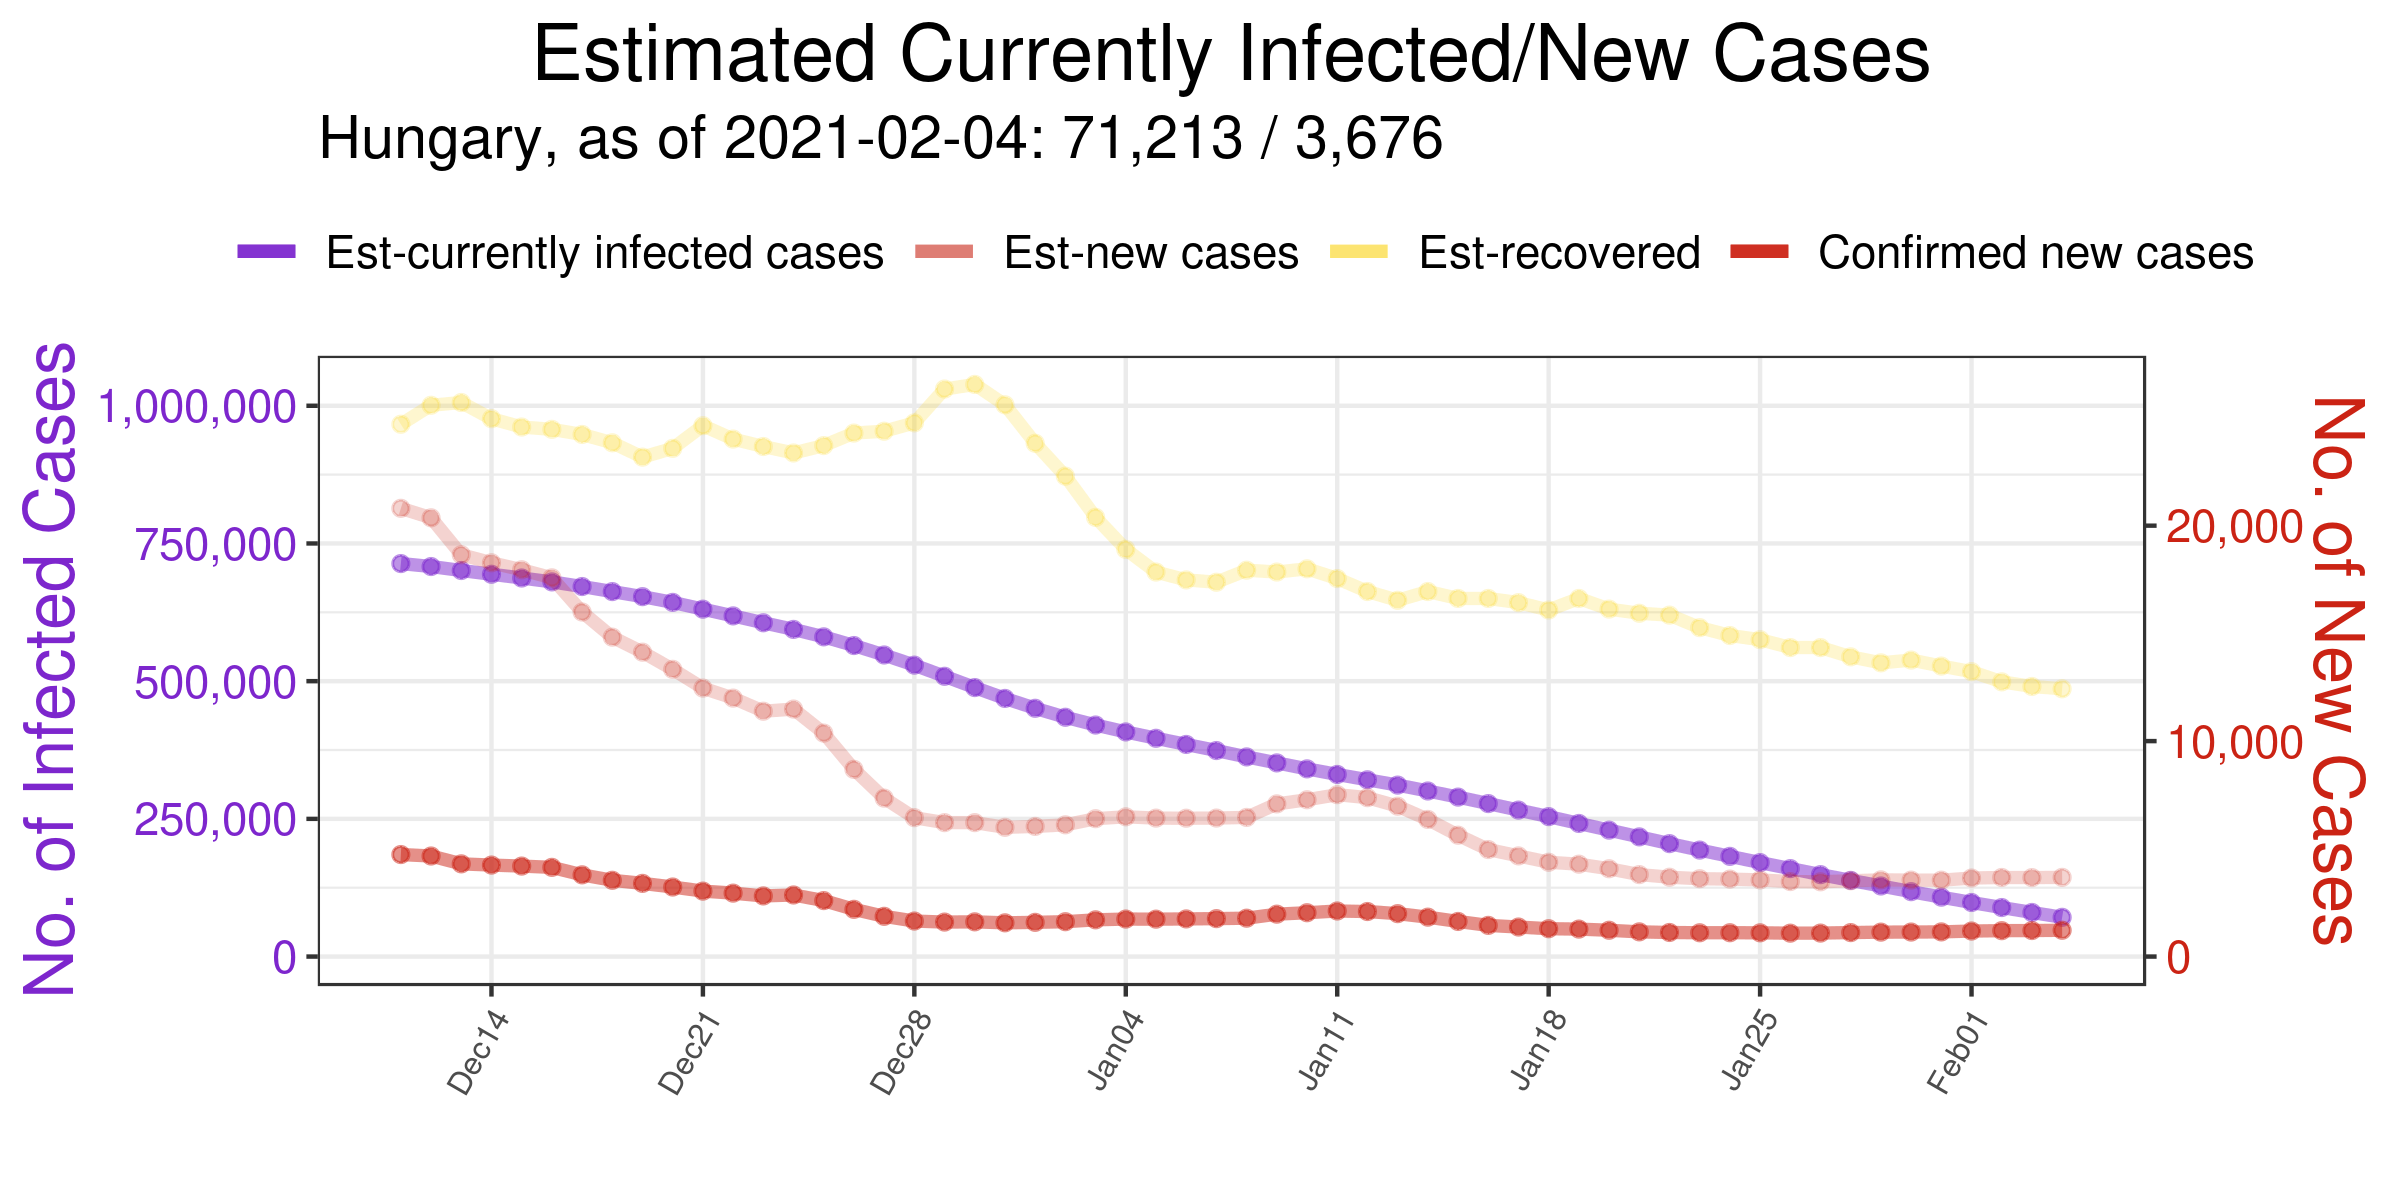 Estimated Currently Infected/New Cases
Hungary, as of 2021-02-04: 71,213 / 3,676
Est-currently infected cases Est-new cases Est-recovered Confirmed new cases
No. of Infected Cases
1,000,000
750,000
500,000
250,000
0
20,000
10,000
0
No. of New Cases
Dec14 Dec21 Dec28 Jan04 Jan11 Jan18 Jan25 Feb01